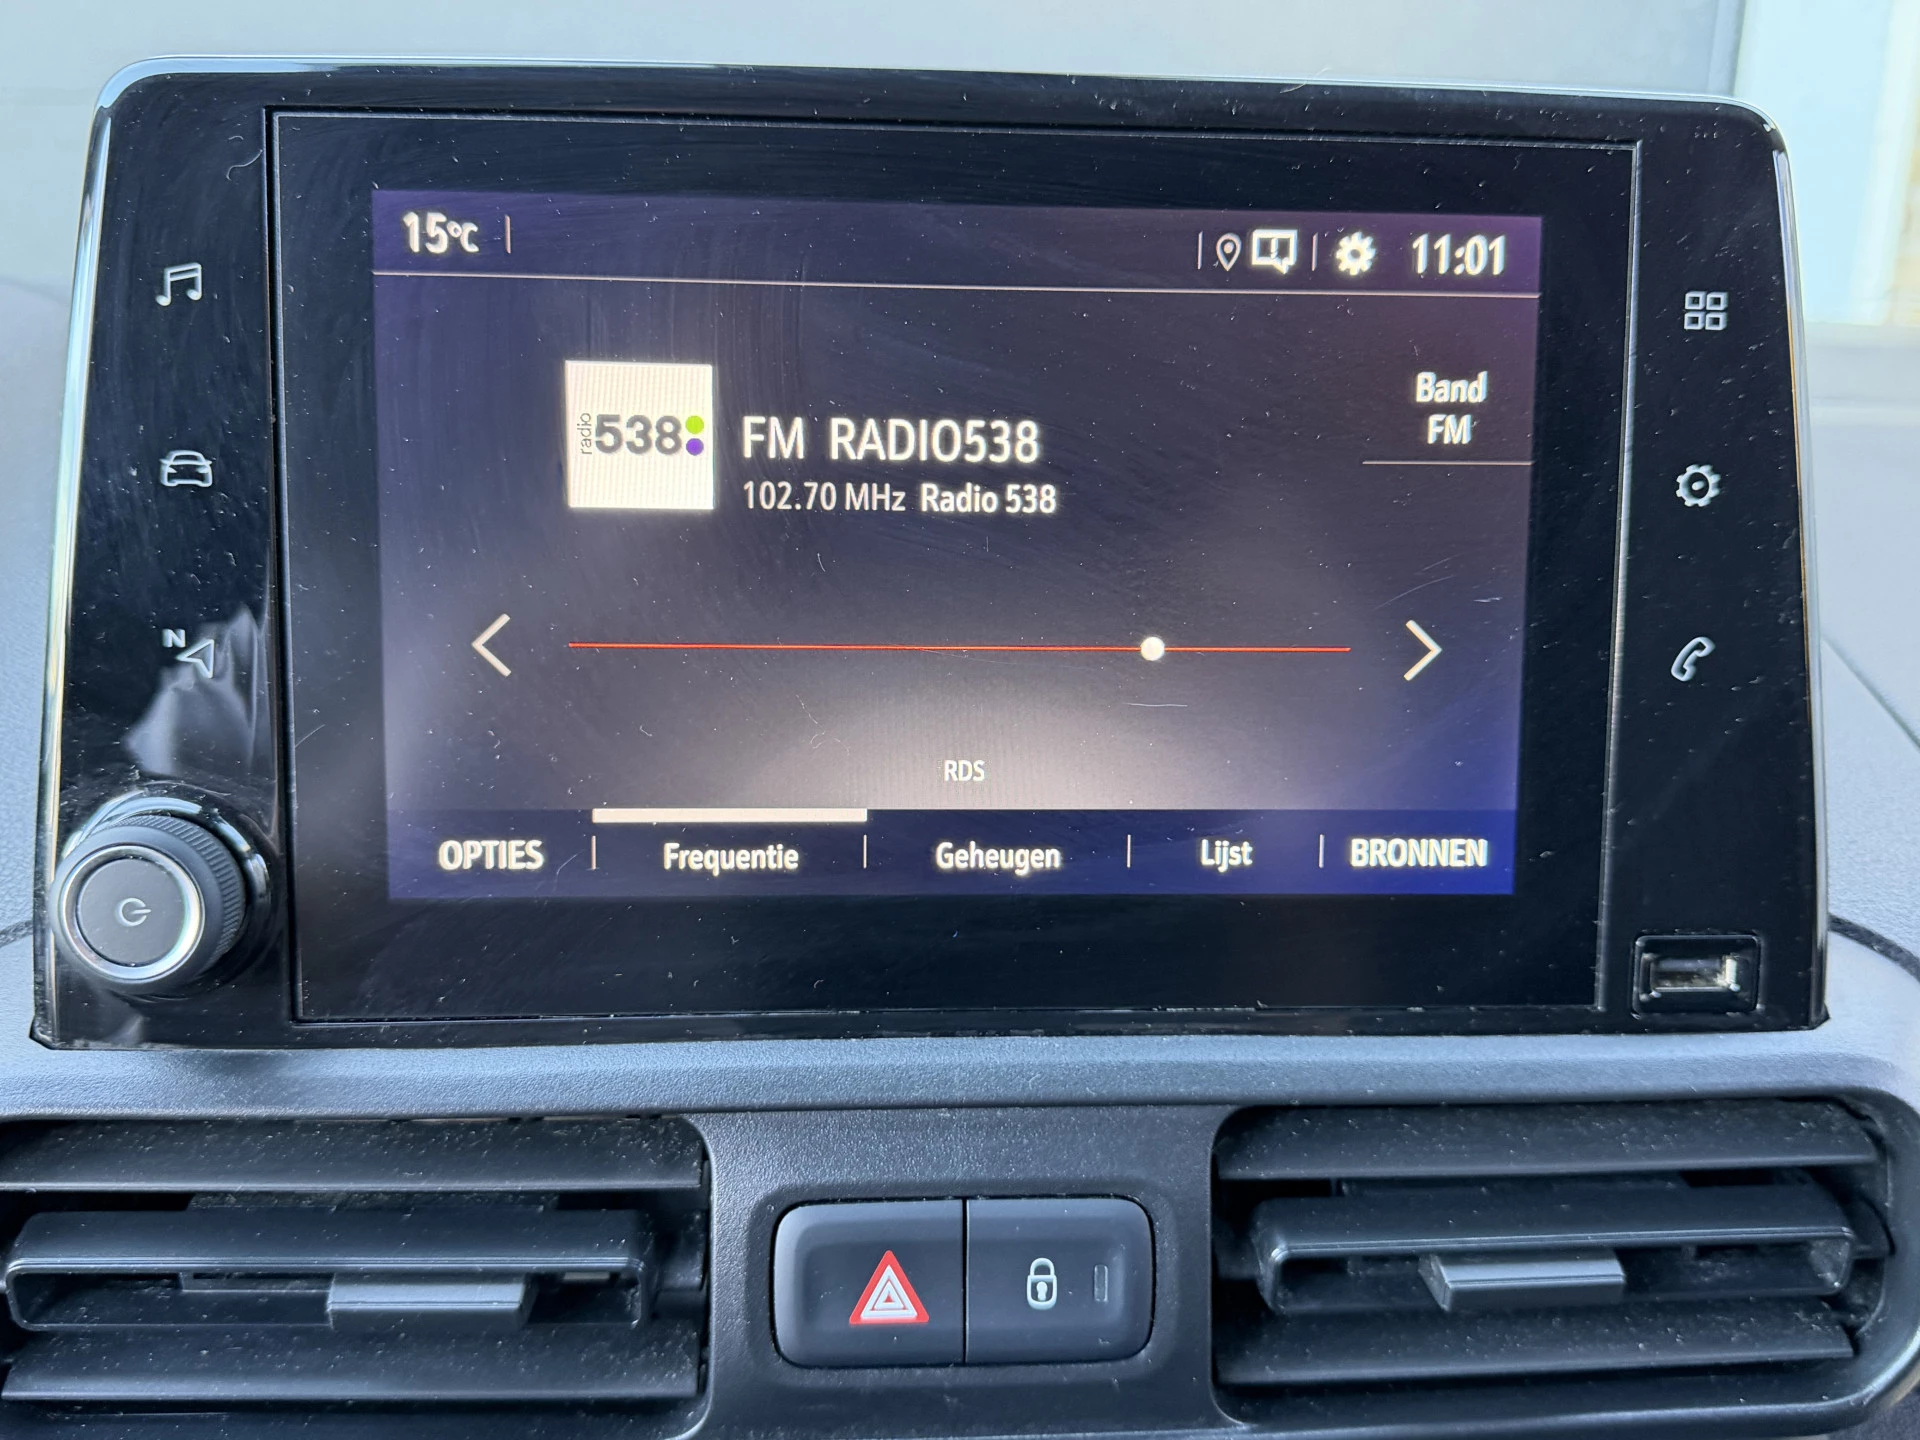 15°C
11:01
Band
FM
radio
538
FM RADIO538
102.70 MHz Radio 538
N
RDS
OPTIES
Frequentie
Geheugen
Lijst
BRONNEN